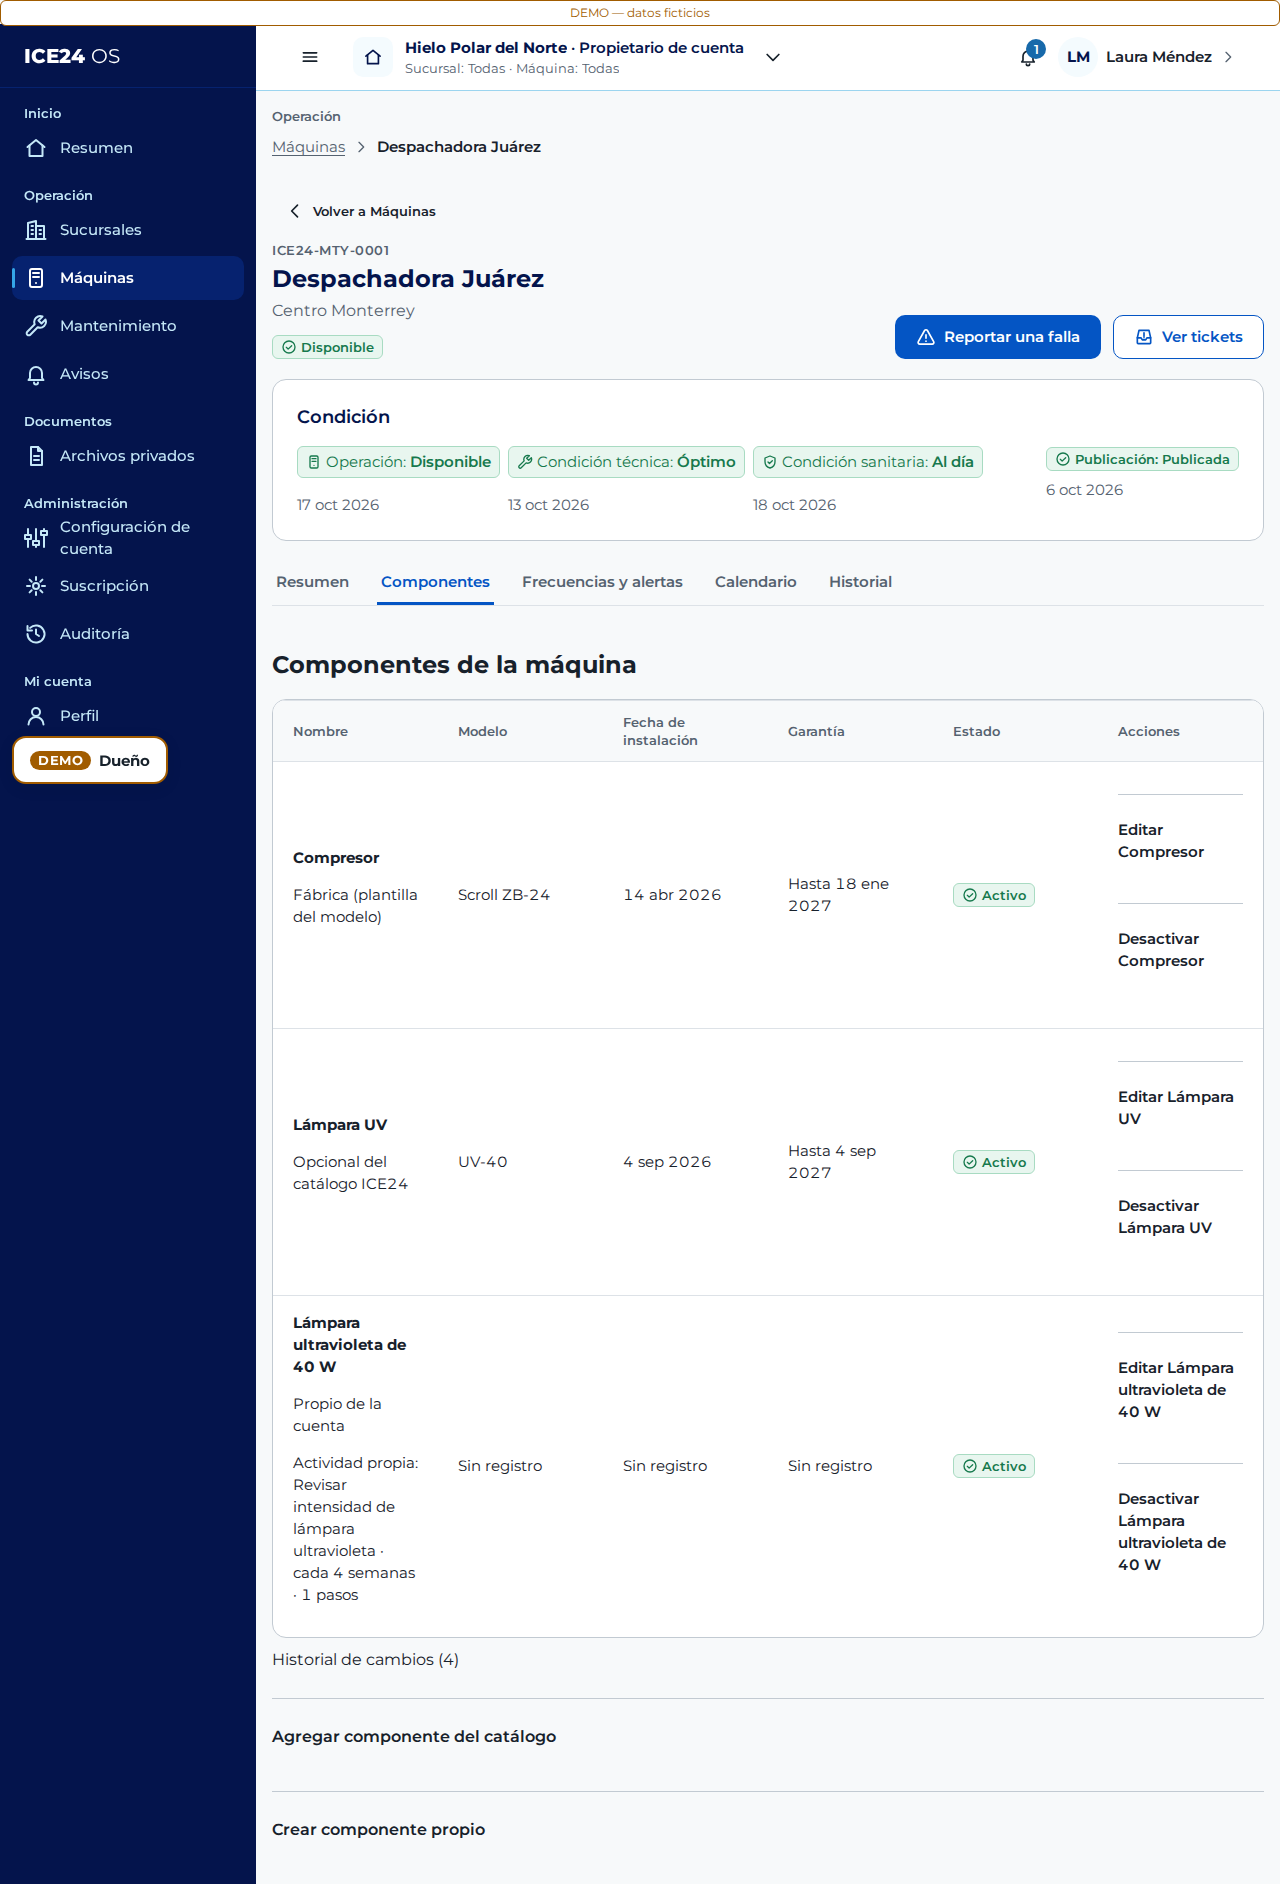 DEMO — datos ficticios
ICE24 OS
Inicio
Resumen
Operación
Sucursales
Máquinas
Mantenimiento
Avisos
Documentos
Archivos privados
Administración
Configuración de
cuenta
Suscripción
Auditoría
Mi cuenta
Perfil
DEMO Dueño
Hielo Polar del Norte · Propietario de cuenta
Sucursal: Todas · Máquina: Todas
1
LM Laura Méndez
Operación
Máquinas Despachadora Juárez
Volver a Máquinas
ICE24-MTY-0001
Despachadora Juárez
Centro Monterrey
Disponible
Reportar una falla
Ver tickets
Condición
Operación: Disponible
17 oct 2026
Condición técnica: Óptimo
13 oct 2026
Condición sanitaria: Al día
18 oct 2026
Publicación: Publicada
6 oct 2026
Resumen Componentes Frecuencias y alertas Calendario Historial
Componentes de la máquina
Nombre
Modelo
Fecha de
instalación
Garantía
Estado
Acciones
Compresor
Fábrica (plantilla
del modelo)
Scroll ZB-24
14 abr 2026
Hasta 18 ene
2027
Activo
Editar
Compresor
Desactivar
Compresor
Lámpara UV
Opcional del
catálogo ICE24
UV-40
4 sep 2026
Hasta 4 sep
2027
Activo
Editar Lámpara
UV
Desactivar
Lámpara UV
Lámpara
ultravioleta de
40 W
Propio de la
cuenta
Actividad propia:
Revisar
intensidad de
lámpara
ultravioleta ·
cada 4 semanas
· 1 pasos
Sin registro
Sin registro
Sin registro
Activo
Editar Lámpara
ultravioleta de
40 W
Desactivar
Lámpara
ultravioleta de
40 W
Historial de cambios (4)
Agregar componente del catálogo
Crear componente propio